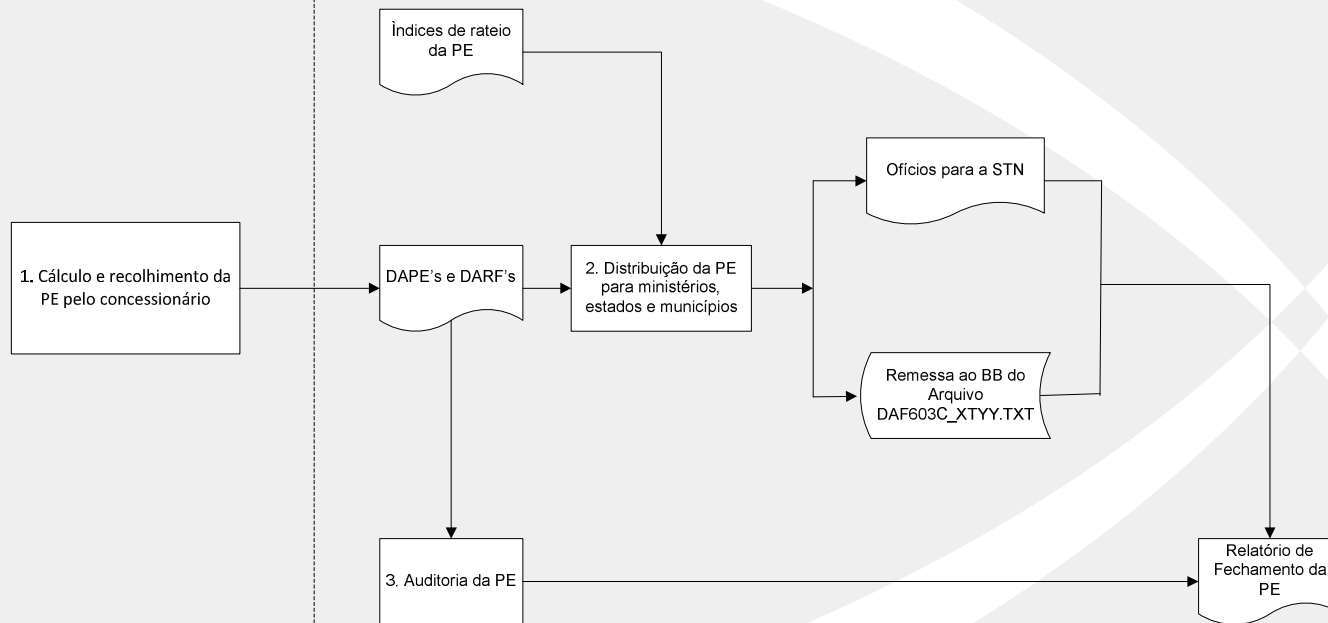 Ìndices de rateio
da PE
Ofícios para a STN
1. Cálculo e recolhimento da
PE pelo concessionário
DAPE's e DARF's
2. Distribuição da PE
para ministérios,
estados e municípios
Remessa ao BB do
Arquivo
DAF603C_XTYY.TXT
3. Auditoria da PE
Relatório de
Fechamento da
PE